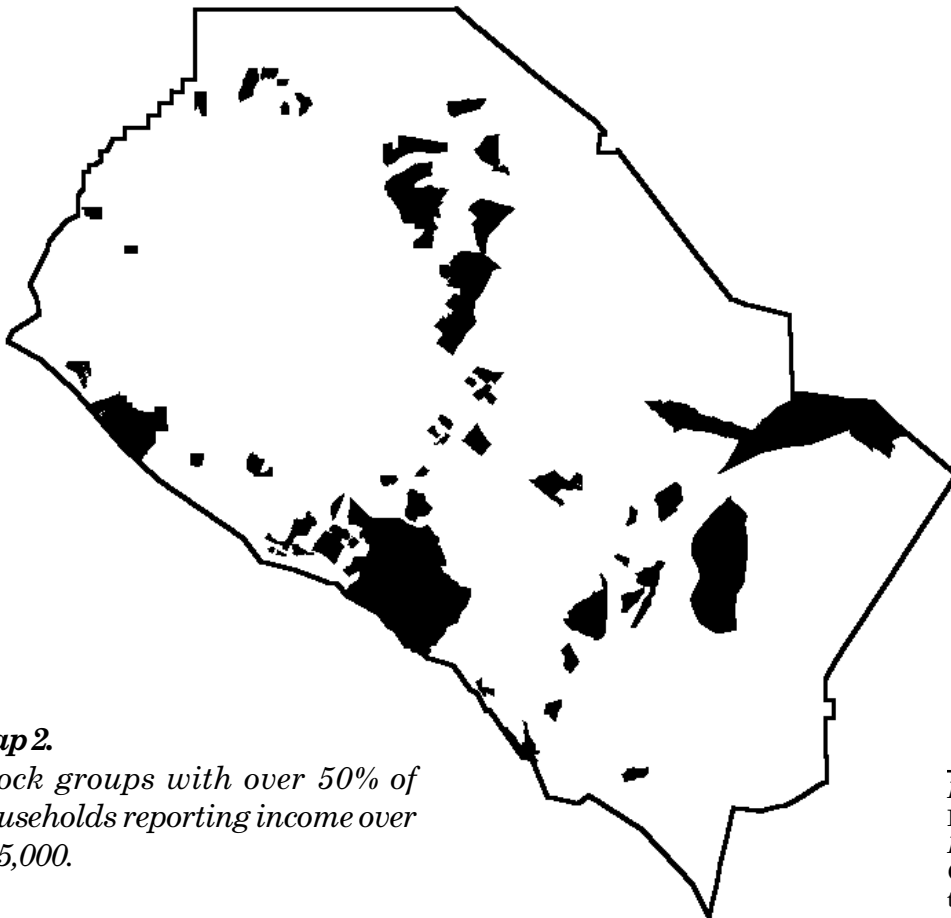 ap 2.
ock groups with over 50% of
useholds reporting income over
5,000.